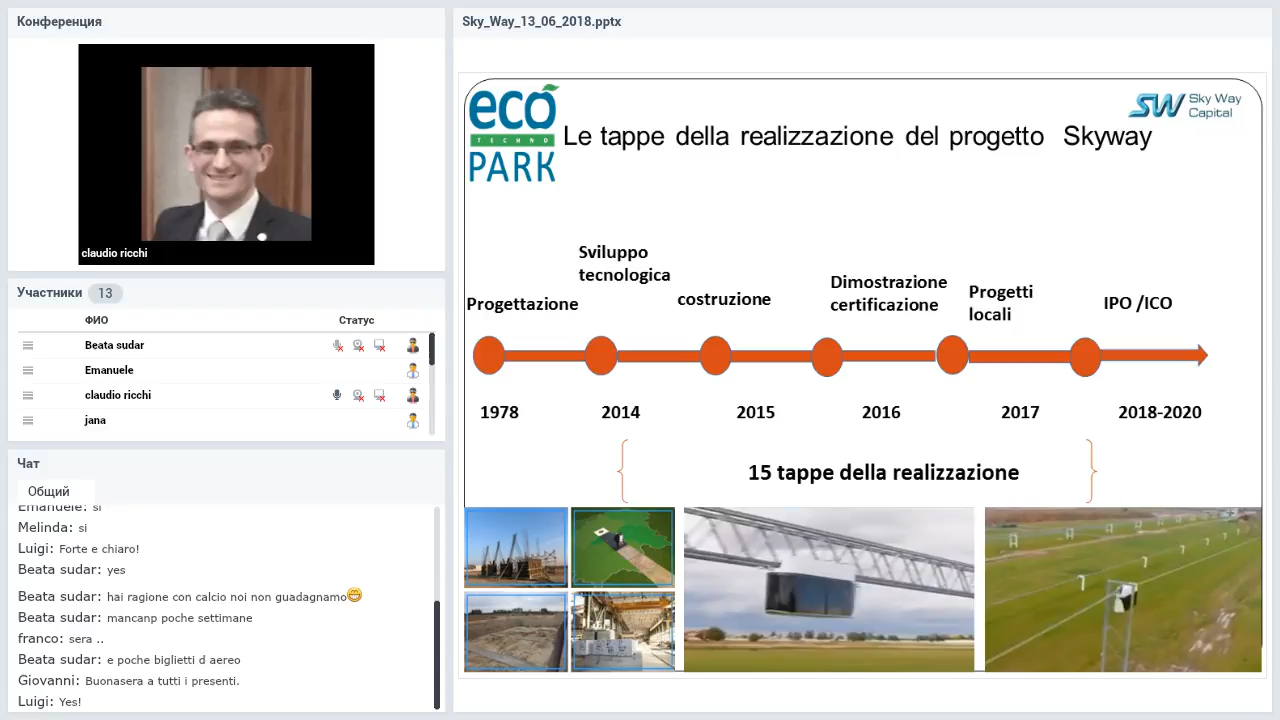 Конференция
claudio ricchi
Участники 13
ФИО Статус
Beata sudar
Emanuele
claudio ricchi
jana
Чат
Общий
Emanuele: si
Melinda: si
Luigi: Forte e chiaro!
Beata sudar: yes
Beata sudar: hai ragione con calcio noi non guadagnamo😁
Beata sudar: mancanp poche settimane
franco: sera ..
Beata sudar: e poche biglietti d aereo
Giovanni: Buonasera a tutti i presenti.
Luigi: Yes!
Sky_Way_13_06_2018.pptx
eco
TECHNO
PARK
SW Sky Way
Capital
Le tappe della realizzazione del progetto Skyway
Progettazione
Sviluppo
tecnologica
costruzione
Dimostrazione
certificazione
Progetti
locali
IPO /ICO
1978 2014 2015 2016 2017 2018-2020
15 tappe della realizzazione